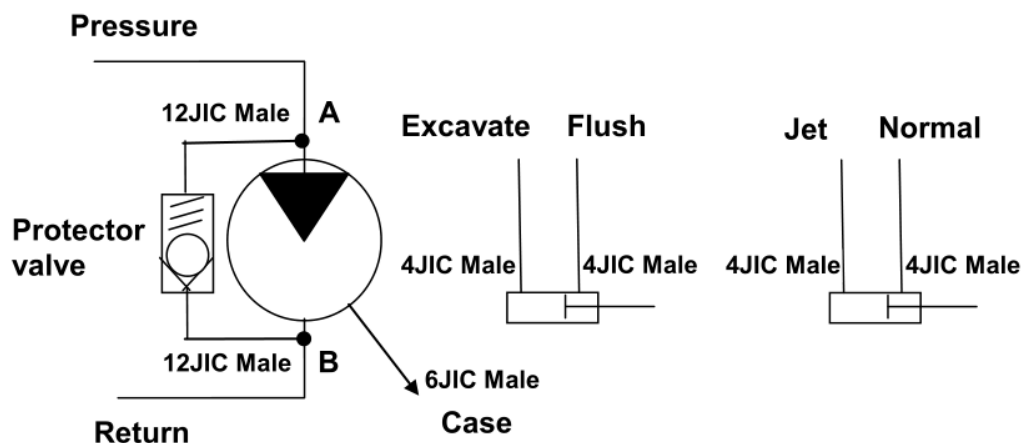 Pressure
12JIC Male
A
Excavate
Flush
Jet
Normal
Protector
valve
4JIC Male
4JIC Male
4JIC Male
4JIC Male
12JIC Male
B
6JIC Male
Case
Return